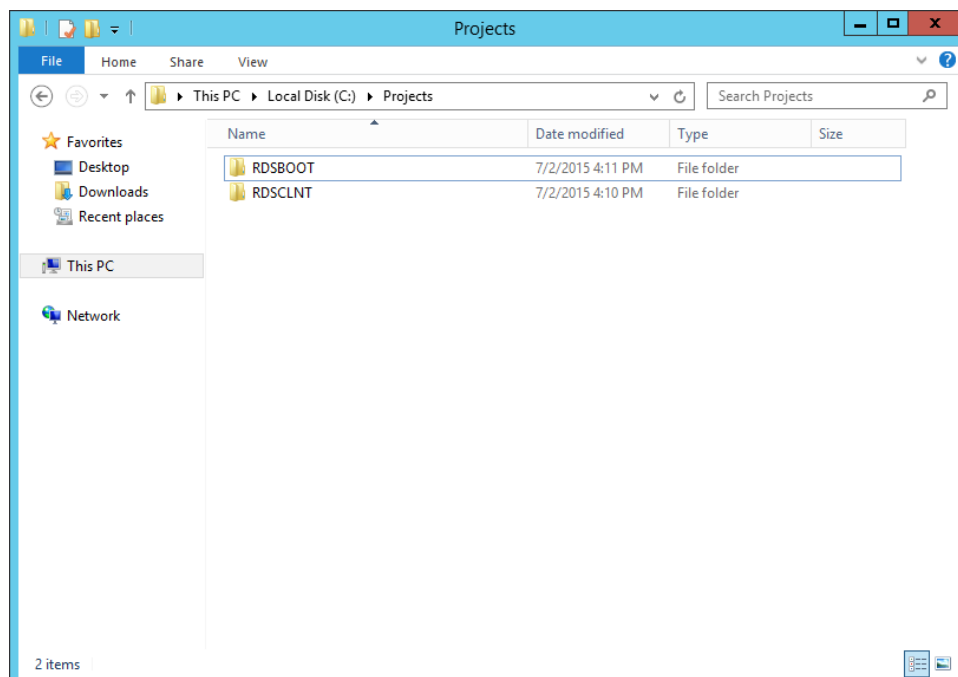 Projects
File Home Share View
This PC Local Disk (C:) Projects Search Projects
Name Date modified Type Size
Favorites
Desktop
Downloads
Recent places
This PC
Network
RDSBOOT 7/2/2015 4:11 PM File folder
RDSCLNT 7/2/2015 4:10 PM File folder
2 items